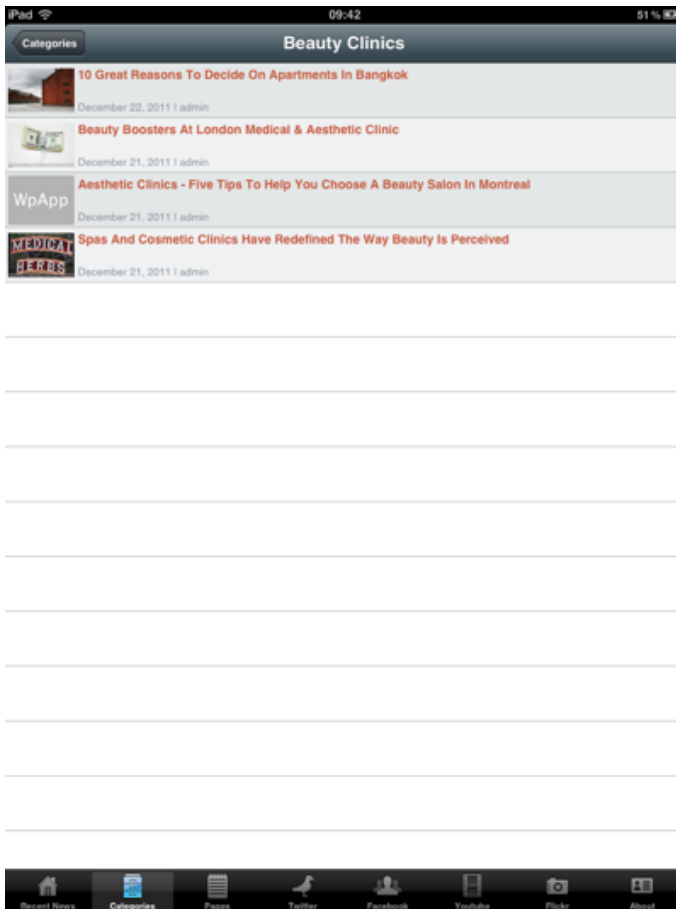 iPad 09:42 51 %
Categories Beauty Clinics
10 Great Reasons To Decide On Apartments In Bangkok
December 22, 2011 | admin
Beauty Boosters At London Medical & Aesthetic Clinic
December 21, 2011 | admin
WpApp
Aesthetic Clinics - Five Tips To Help You Choose A Beauty Salon In Montreal
December 21, 2011 | admin
MEDICAL
HERBS
Spas And Cosmetic Clinics Have Redefined The Way Beauty Is Perceived
December 21, 2011 | admin
Recent News Categories Pages Twitter Facebook Youtube Flickr About